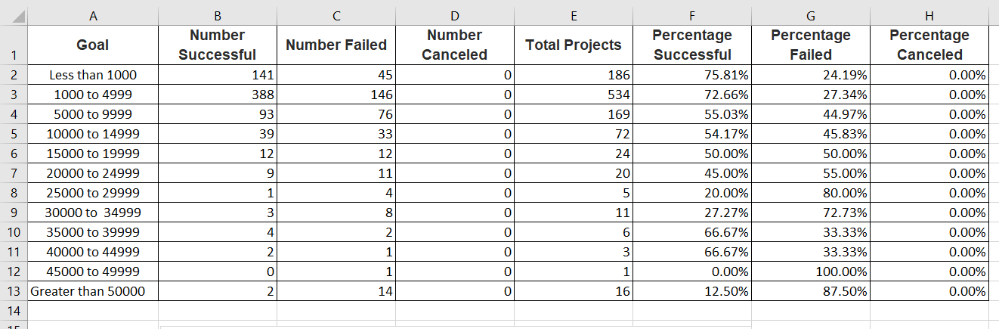 A B C D E F G H
1 Goal Number Successful Number Failed Number Canceled Total Projects Percentage Successful Percentage Failed Percentage Canceled
2 Less than 1000 141 45 0 186 75.81% 24.19% 0.00%
3 1000 to 4999 388 146 0 534 72.66% 27.34% 0.00%
4 5000 to 9999 93 76 0 169 55.03% 44.97% 0.00%
5 10000 to 14999 39 33 0 72 54.17% 45.83% 0.00%
6 15000 to 19999 12 12 0 24 50.00% 50.00% 0.00%
7 20000 to 24999 9 11 0 20 45.00% 55.00% 0.00%
8 25000 to 29999 1 4 0 5 20.00% 80.00% 0.00%
9 30000 to  34999 3 8 0 11 27.27% 72.73% 0.00%
10 35000 to 39999 4 2 0 6 66.67% 33.33% 0.00%
11 40000 to 44999 2 1 0 3 66.67% 33.33% 0.00%
12 45000 to 49999 0 1 0 1 0.00% 100.00% 0.00%
13 Greater than 50000 2 14 0 16 12.50% 87.50% 0.00%
14
15